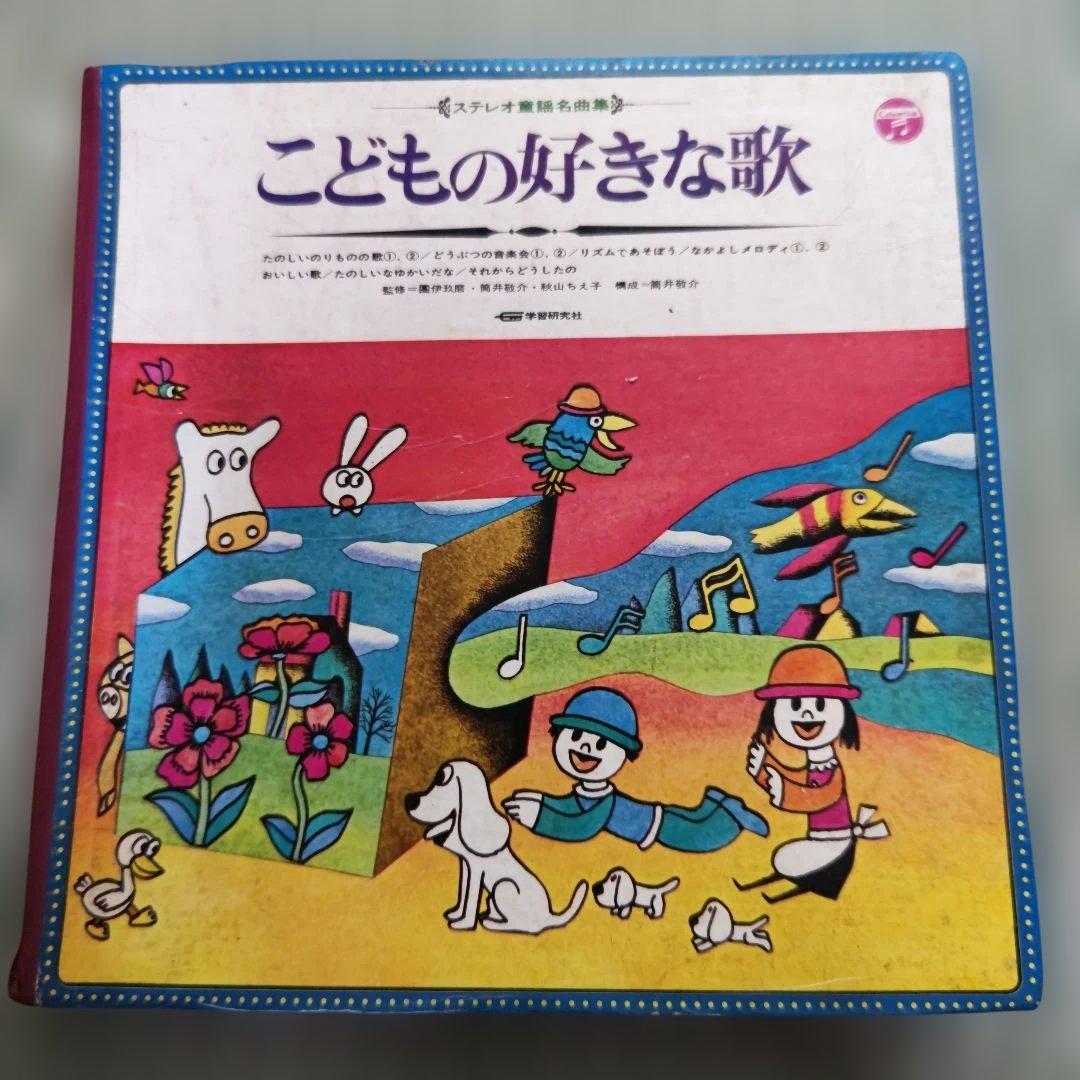 ステレオ童謡名曲集
Columbia
こどもの好きな歌
たのしいのりものの歌①,②/どうぶつの音楽会①,②/リズムであそぼう/なかよしメロディ①,②
おいしい歌/たのしいなゆかいだな/それからどうしたの
監修=團伊玖磨・筒井敬介・秋山ちえ子 構成=筒井敬介
学習研究社